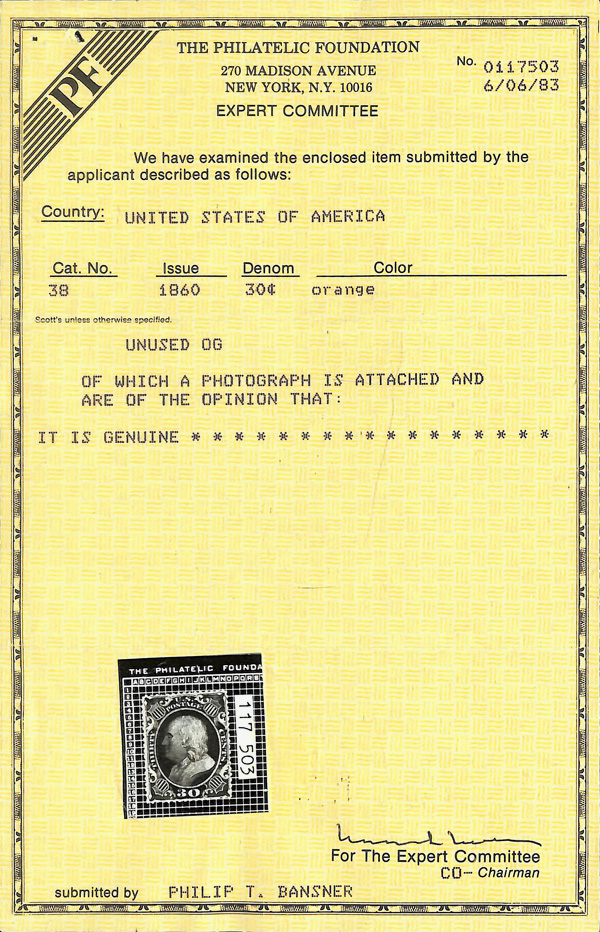 PF
THE PHILATELIC FOUNDATION
270 MADISON AVENUE
NEW YORK, N.Y. 10016
EXPERT COMMITTEE
No. 0117503
6/06/83
We have examined the enclosed item submitted by the
applicant described as follows:
Country: UNITED STATES OF AMERICA
Cat. No. Issue Denom Color
38 1860 30¢ orange
Scott's unless otherwise specified.
UNUSED OG
OF WHICH A PHOTOGRAPH IS ATTACHED AND
ARE OF THE OPINION THAT:
IT IS GENUINE * * * * * * * * * * * * * * * * *
THE PHILATELIC FOUNDA
ABCDEFGHIJKLMNOPQRS
U.S.
POSTAGE
THIRTY CENTS
30
117 503
For The Expert Committee
CO- Chairman
submitted by PHILIP T. BANSNER